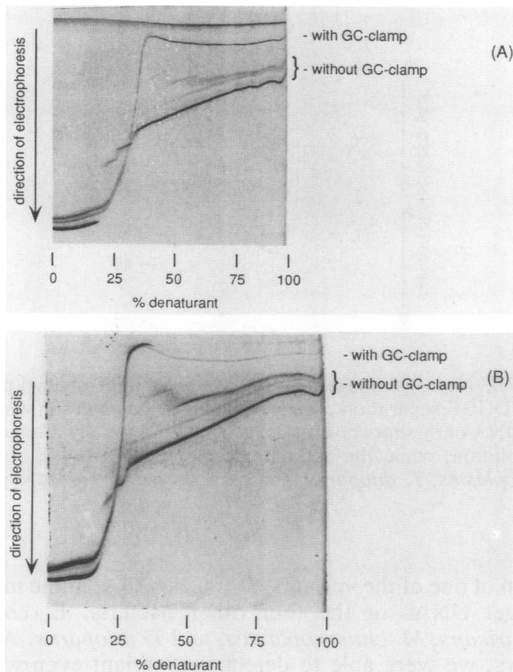 - with GC-clamp
(A)
} - without GC-clamp
direction of electrophoresis
0 25 50 75 100
% denaturant
- with GC-clamp
(B)
} - without GC-clamp
direction of electrophoresis
0 25 50 75 100
% denaturant